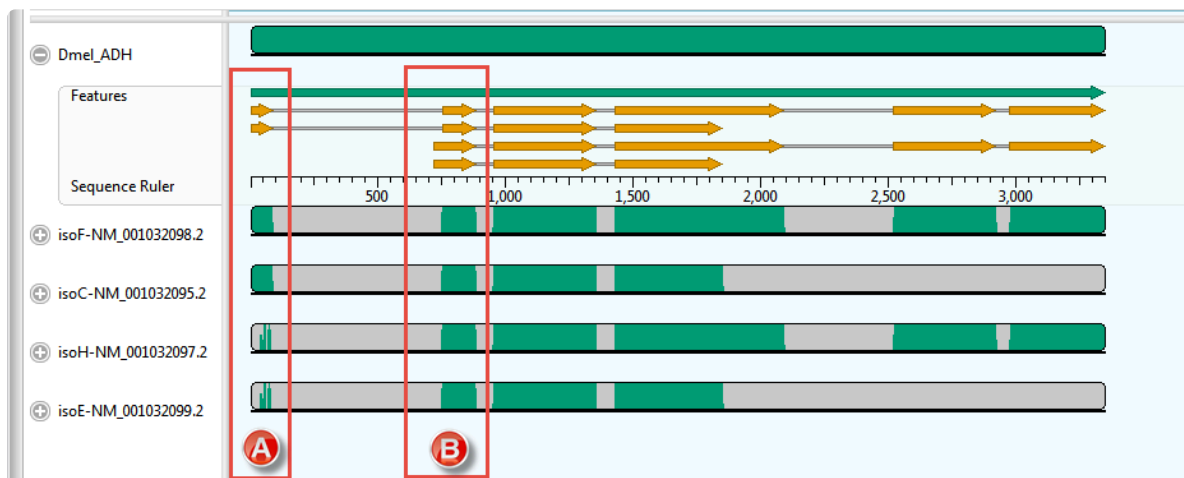 Dmel_ADH
Features
Sequence Ruler
500 1,000 1,500 2,000 2,500 3,000
isoF-NM_001032098.2
isoC-NM_001032095.2
isoH-NM_001032097.2
isoE-NM_001032099.2
A B